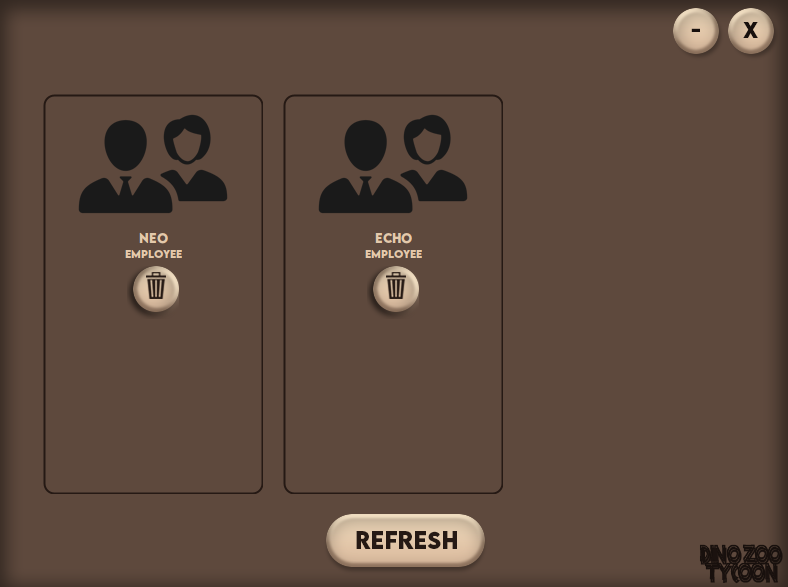 -
X
NEO
EMPLOYEE
ECHO
EMPLOYEE
REFRESH
DINO ZOO
TYCOON